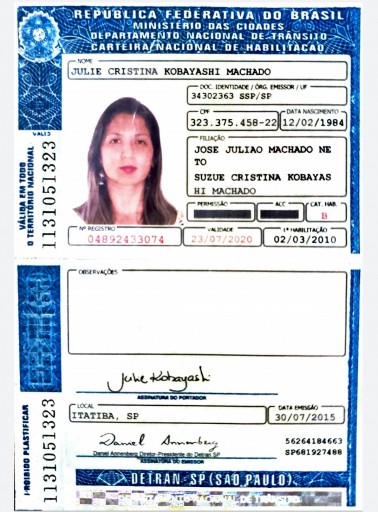 REPÚBLICA FEDERATIVA DO BRASIL
MINISTÉRIO DAS CIDADES
DEPARTAMENTO NACIONAL DE TRÂNSITO
CARTEIRA NACIONAL DE HABILITAÇÃO
NOME
JULIE CRISTINA KOBAYASHI MACHADO
DOC. IDENTIDADE / ÓRG. EMISSOR / UF
34302363 SSP/SP
CPF
DATA NASCIMENTO
323.375.458-22
12/02/1984
FILIAÇÃO
JOSE JULIAO MACHADO NE
TO
SUZUE CRISTINA KOBAYAS
HI MACHADO
PERMISSÃO
ACC
CAT. HAB.
B
Nº REGISTRO
VALIDADE
1ª HABILITAÇÃO
04892433074
23/07/2020
02/03/2010
VÁLIDA EM TODO
O TERRITÓRIO NACIONAL
1131051323
OBSERVAÇÕES
Julie Kobayashi
ASSINATURA DO PORTADOR
LOCAL
DATA EMISSÃO
ITATIBA, SP
30/07/2015
Daniel Annenberg
Daniel Annenberg Diretor-Presidente do Detran SP
ASSINATURA DO EMISSOR
56264184663
SP681927488
PROIBIDO PLASTIFICAR
1131051323
DETRAN-SP (SAO PAULO)